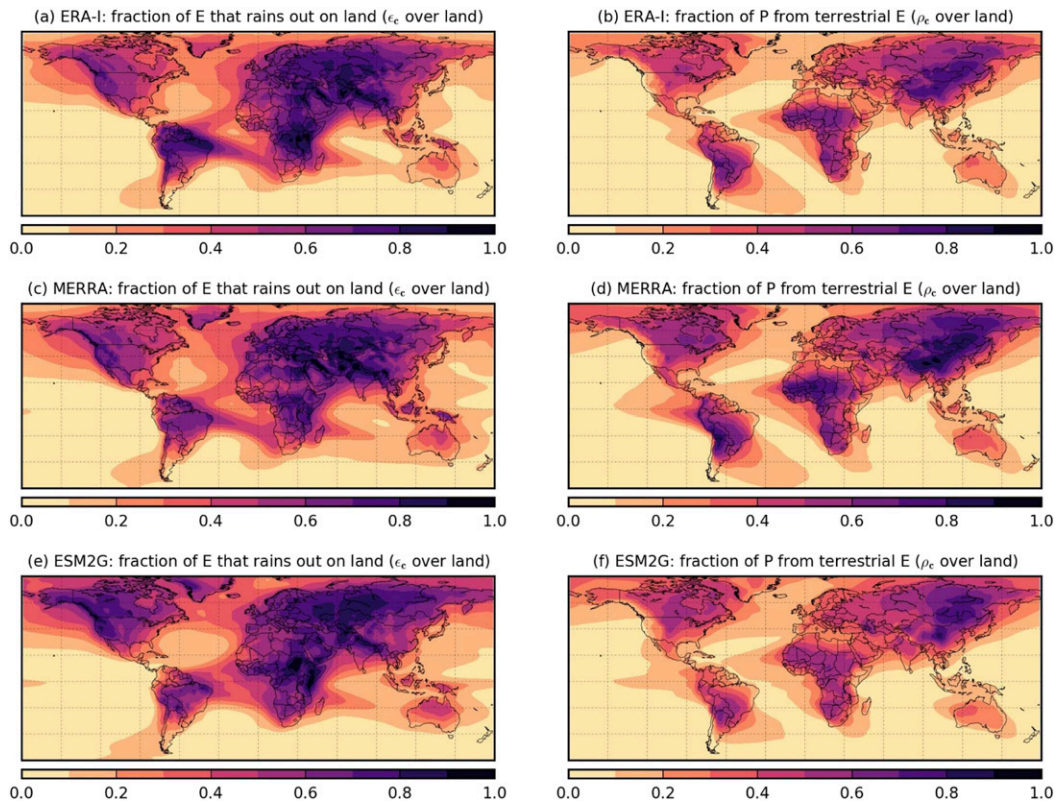 (a) ERA-I: fraction of E that rains out on land (ϵc over land)
(b) ERA-I: fraction of P from terrestrial E (ρc over land)
0.0 0.2 0.4 0.6 0.8 1.0
0.0 0.2 0.4 0.6 0.8 1.0
(c) MERRA: fraction of E that rains out on land (ϵc over land)
(d) MERRA: fraction of P from terrestrial E (ρc over land)
0.0 0.2 0.4 0.6 0.8 1.0
0.0 0.2 0.4 0.6 0.8 1.0
(e) ESM2G: fraction of E that rains out on land (ϵc over land)
(f) ESM2G: fraction of P from terrestrial E (ρc over land)
0.0 0.2 0.4 0.6 0.8 1.0
0.0 0.2 0.4 0.6 0.8 1.0